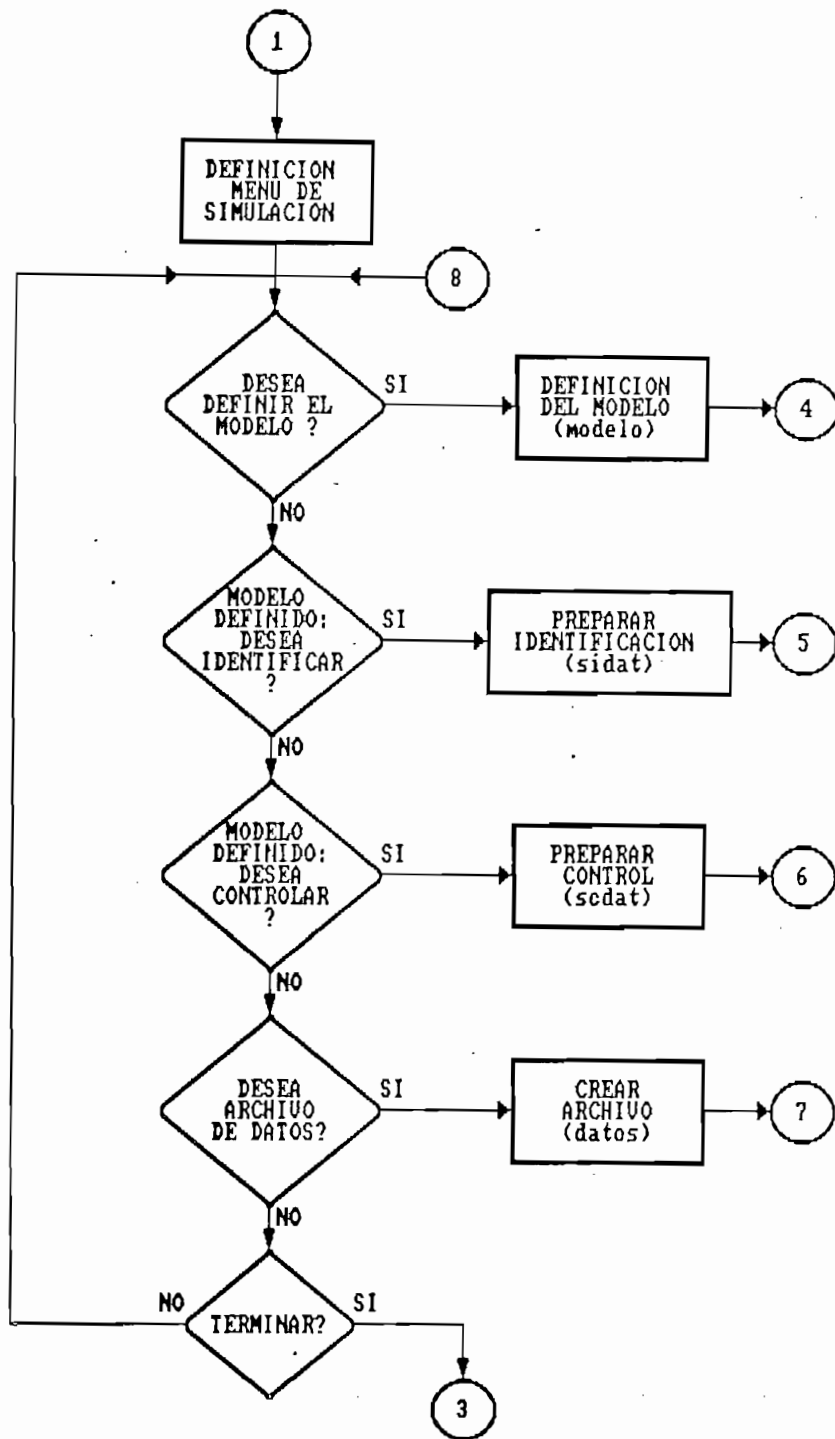 1
DEFINICION
MENU DE
SIMULACION
8
DESEA
DEFINIR EL
MODELO ?
SI
DEFINICION
DEL MODELO
(modelo)
4
NO
MODELO
DEFINIDO:
DESEA
IDENTIFICAR
?
SI
PREPARAR
IDENTIFICACION
(sidat)
5
NO
MODELO
DEFINIDO:
DESEA
CONTROLAR
?
SI
PREPARAR
CONTROL
(scdat)
6
NO
DESEA
ARCHIVO
DE DATOS?
SI
CREAR
ARCHIVO
(datos)
7
NO
NO
TERMINAR?
SI
3